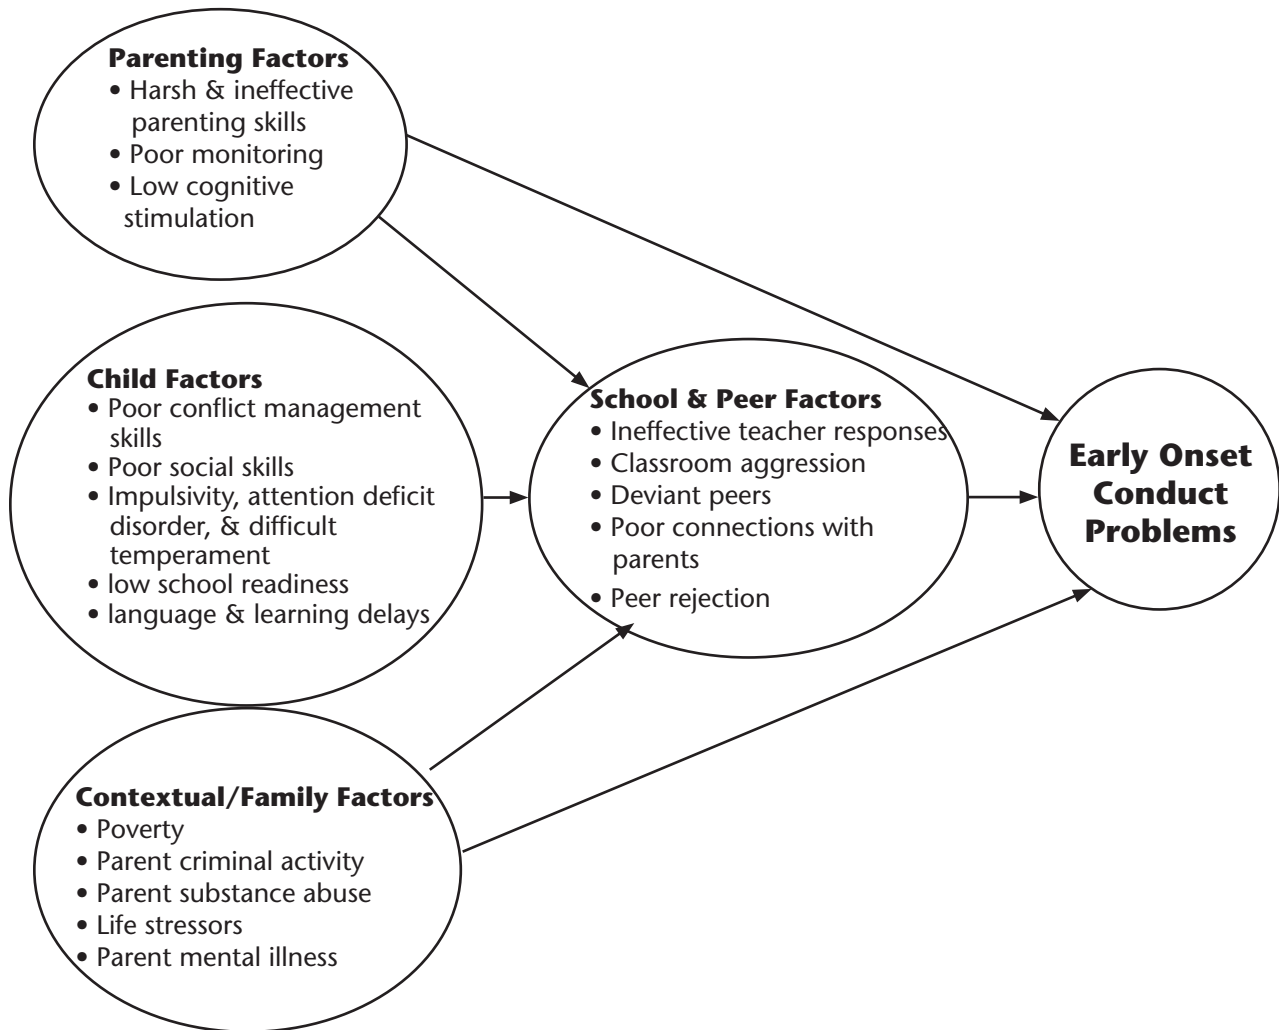 Parenting Factors
• Harsh & ineffective
parenting skills
• Poor monitoring
• Low cognitive
stimulation
Child Factors
• Poor conflict management
skills
• Poor social skills
• Impulsivity, attention deficit
disorder, & difficult
temperament
• low school readiness
• language & learning delays
School & Peer Factors
• Ineffective teacher responses
• Classroom aggression
• Deviant peers
• Poor connections with
parents
• Peer rejection
Early Onset
Conduct
Problems
Contextual/Family Factors
• Poverty
• Parent criminal activity
• Parent substance abuse
• Life stressors
• Parent mental illness